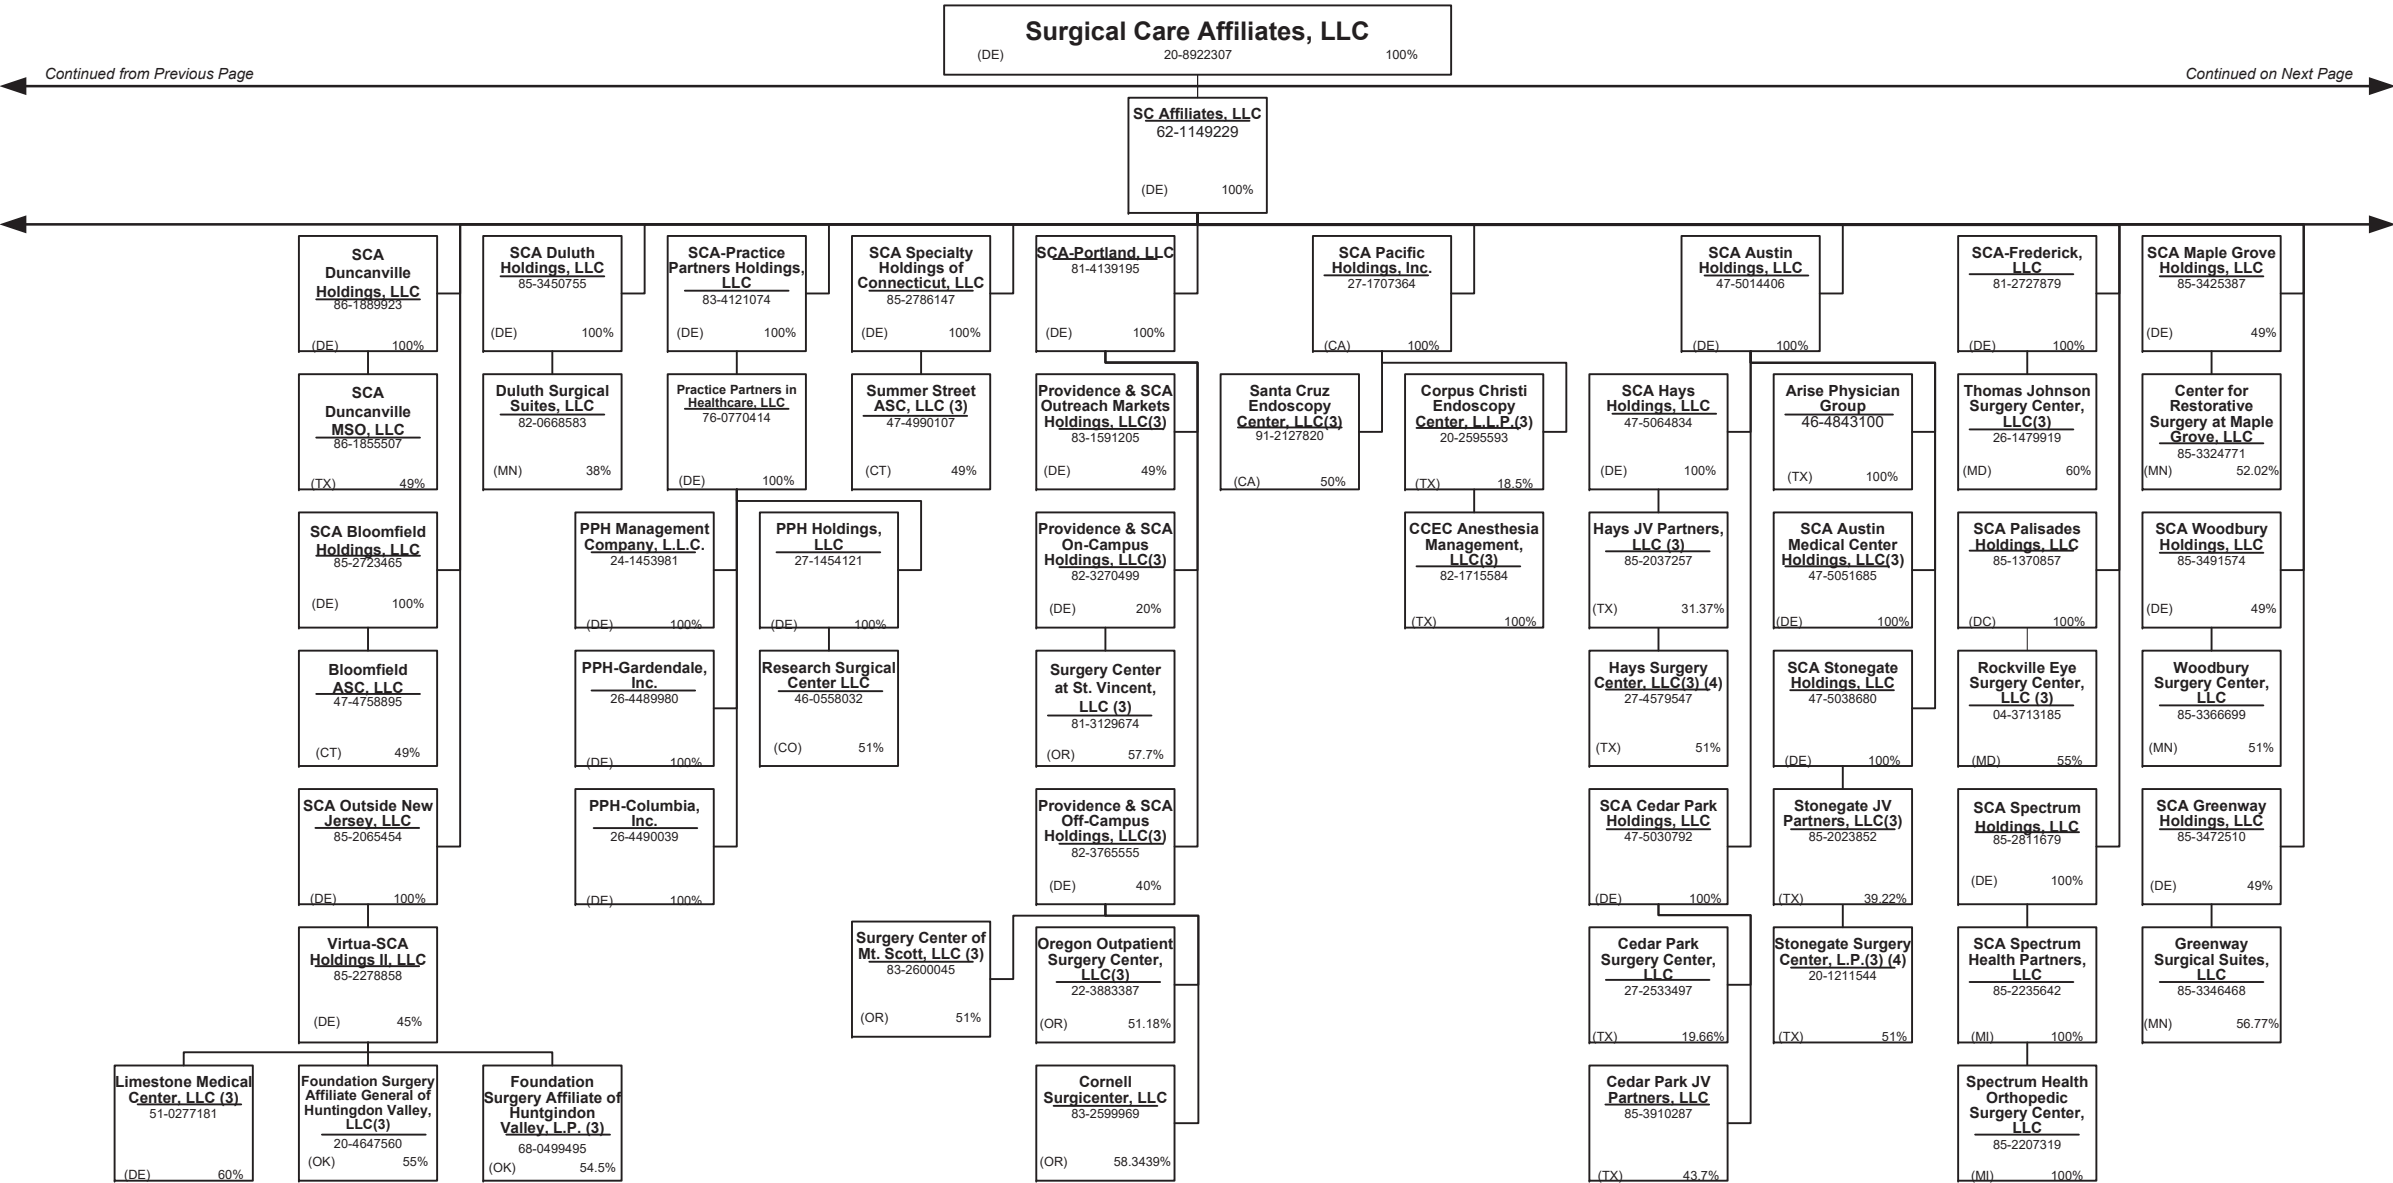 Surgical Care Affiliates, LLC
(DE) 20-8922307 100%
Continued from Previous Page
Continued on Next Page
SC Affiliates, LLC
62-1149229
(DE) 100%
SCA
Duncanville
Holdings, LLC
86-1889923
(DE) 100%
SCA Duluth
Holdings, LLC
85-3450755
(DE) 100%
SCA-Practice
Partners Holdings,
LLC
83-4121074
(DE) 100%
SCA Specialty
Holdings of
Connecticut, LLC
85-2786147
(DE) 100%
SCA-Portland, LLC
81-4139195
(DE) 100%
SCA Pacific
Holdings, Inc.
27-1707364
(CA) 100%
SCA Austin
Holdings, LLC
47-5014406
(DE) 100%
SCA-Frederick,
LLC
81-2727879
(DE) 100%
SCA Maple Grove
Holdings, LLC
85-3425387
(DE) 49%
SCA
Duncanville
MSO, LLC
86-1855507
(TX) 49%
Duluth Surgical
Suites, LLC
82-0668583
(MN) 38%
Practice Partners in
Healthcare, LLC
76-0770414
(DE) 100%
Summer Street
ASC, LLC (3)
47-4990107
(CT) 49%
Providence & SCA
Outreach Markets
Holdings, LLC(3)
83-1591205
(DE) 49%
Santa Cruz
Endoscopy
Center, LLC(3)
91-2127820
(CA) 50%
Corpus Christi
Endoscopy
Center, L.L.P.(3)
20-2595593
(TX) 18.5%
SCA Hays
Holdings, LLC
47-5064834
(DE) 100%
Arise Physician
Group
46-4843100
(TX) 100%
Thomas Johnson
Surgery Center,
LLC(3)
26-1479919
(MD) 60%
Center for
Restorative
Surgery at Maple
Grove, LLC
85-3324771
(MN) 52.02%
SCA Bloomfield
Holdings, LLC
85-2723465
(DE) 100%
PPH Management
Company, L.L.C.
24-1453981
(DE) 100%
PPH Holdings,
LLC
27-1454121
(DE) 100%
Providence & SCA
On-Campus
Holdings, LLC(3)
82-3270499
(DE) 20%
CCEC Anesthesia
Management,
LLC(3)
82-1715584
(TX) 100%
Hays JV Partners,
LLC (3)
85-2037257
(TX) 31.37%
SCA Austin
Medical Center
Holdings, LLC(3)
47-5051685
(DE) 100%
SCA Palisades
Holdings, LLC
85-1370857
(DC) 100%
SCA Woodbury
Holdings, LLC
85-3491574
(DE) 49%
Bloomfield
ASC, LLC
47-4758895
(CT) 49%
PPH-Gardendale,
Inc.
26-4489980
(DE) 100%
Research Surgical
Center LLC
46-0558032
(CO) 51%
Surgery Center
at St. Vincent,
LLC (3)
81-3129674
(OR) 57.7%
Hays Surgery
Center, LLC(3) (4)
27-4579547
(TX) 51%
SCA Stonegate
Holdings, LLC
47-5038680
(DE) 100%
Rockville Eye
Surgery Center,
LLC (3)
04-3713185
(MD) 55%
Woodbury
Surgery Center,
LLC
85-3366699
(MN) 51%
SCA Outside New
Jersey, LLC
85-2065454
(DE) 100%
PPH-Columbia,
Inc.
26-4490039
(DE) 100%
Providence & SCA
Off-Campus
Holdings, LLC(3)
82-3765555
(DE) 40%
SCA Cedar Park
Holdings, LLC
47-5030792
(DE) 100%
Stonegate JV
Partners, LLC(3)
85-2023852
(TX) 39.22%
SCA Spectrum
Holdings, LLC
85-2811679
(DE) 100%
SCA Greenway
Holdings, LLC
85-3472510
(DE) 49%
Virtua-SCA
Holdings II, LLC
85-2278858
(DE) 45%
Surgery Center of
Mt. Scott, LLC (3)
83-2600045
(OR) 51%
Oregon Outpatient
Surgery Center,
LLC(3)
22-3883387
(OR) 51.18%
Cedar Park
Surgery Center,
LLC
27-2533497
(TX) 19.66%
Stonegate Surgery
Center, L.P.(3) (4)
20-1211544
(TX) 51%
SCA Spectrum
Health Partners,
LLC
85-2235642
(MI) 100%
Greenway
Surgical Suites,
LLC
85-3346468
(MN) 56.77%
Limestone Medical
Center, LLC (3)
51-0277181
(DE) 60%
Foundation Surgery
Affiliate General of
Huntingdon Valley,
LLC(3)
20-4647560
(OK) 55%
Foundation
Surgery Affiliate of
Huntgindon
Valley, L.P. (3)
68-0499495
(OK) 54.5%
Cornell
Surgicenter, LLC
83-2599969
(OR) 58.3439%
Cedar Park JV
Partners, LLC
85-3910287
(TX) 43.7%
Spectrum Health
Orthopedic
Surgery Center,
LLC
85-2207319
(MI) 100%